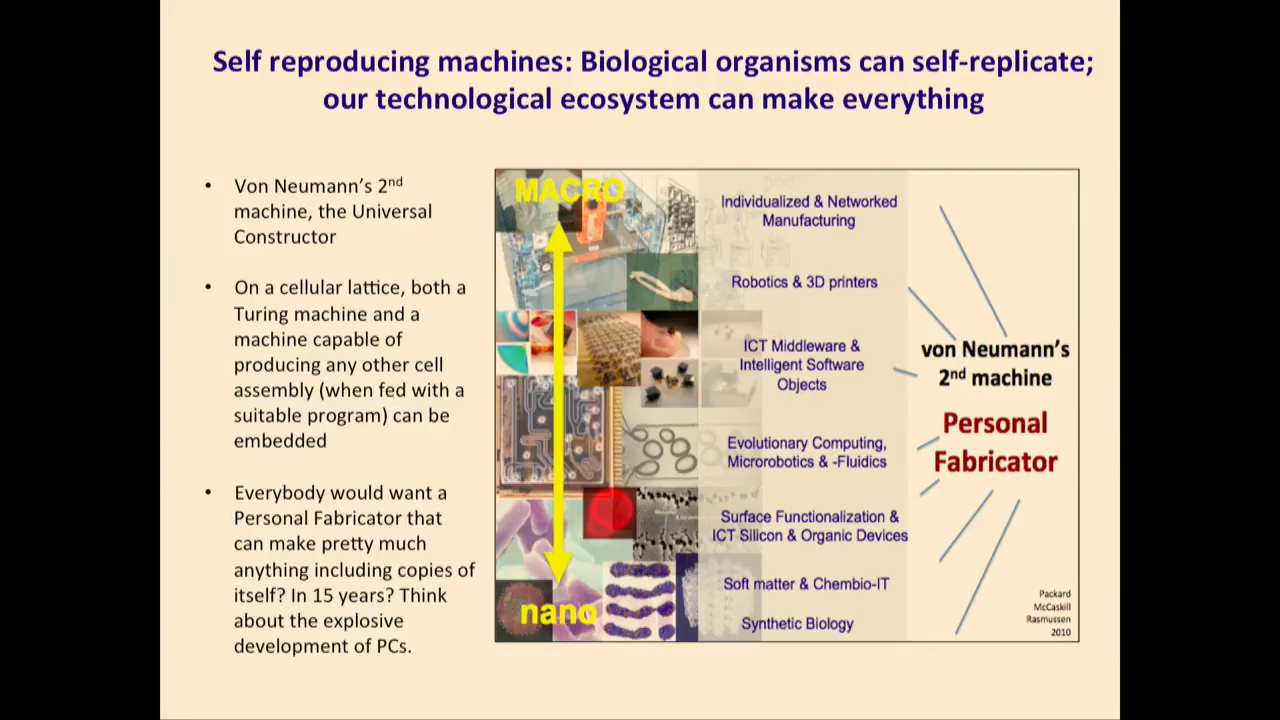 Self reproducing machines: Biological organisms can self-replicate;
our technological ecosystem can make everything
• Von Neumann's 2nd
machine, the Universal
Constructor
• On a cellular lattice, both a
Turing machine and a
machine capable of
producing any other cell
assembly (when fed with a
suitable program) can be
embedded
• Everybody would want a
Personal Fabricator that
can make pretty much
anything including copies of
itself? In 15 years? Think
about the explosive
development of PCs.
MACRO
nano
Individualized & Networked
Manufacturing
Robotics & 3D printers
ICT Middleware &
Intelligent Software
Objects
Evolutionary Computing,
Microrobotics & -Fluidics
Surface Functionalization &
ICT Silicon & Organic Devices
Soft matter & Chembio-IT
Synthetic Biology
von Neumann's
2nd machine
Personal
Fabricator
Packard
McCaskill
Rasmussen
2010